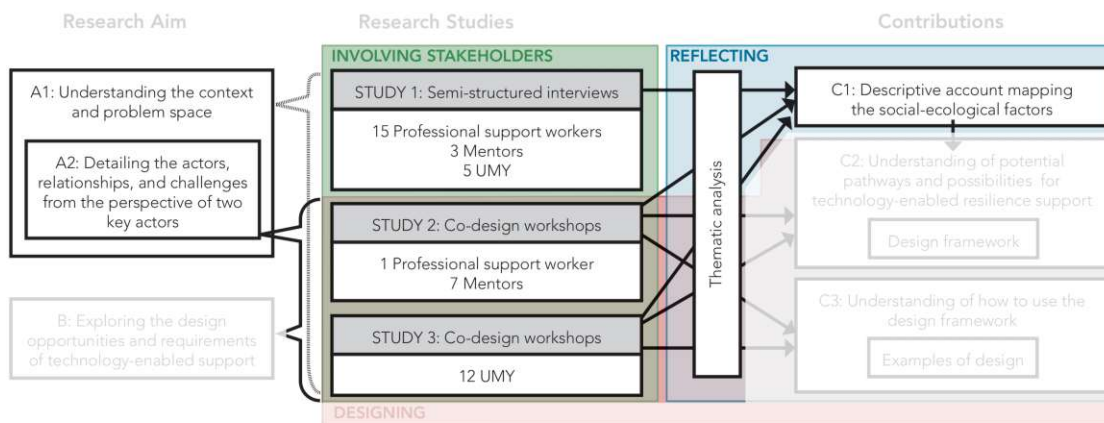 Research Aim
Research Studies
Contributions
INVOLVING STAKEHOLDERS
REFLECTING
A1: Understanding the context
and problem space
A2: Detailing the actors,
relationships, and challenges
from the perspective of two
key actors
B: Exploring the design
opportunities and requirements
of technology-enabled support
STUDY 1: Semi-structured interviews
15 Professional support workers
3 Mentors
5 UMY
STUDY 2: Co-design workshops
1 Professional support worker
7 Mentors
STUDY 3: Co-design workshops
12 UMY
DESIGNING
Thematic analysis
C1: Descriptive account mapping
the social-ecological factors
C2: Understanding of potential
pathways and possibilities for
technology-enabled resilience support
Design framework
C3: Understanding of how to use the
design framework
Examples of design